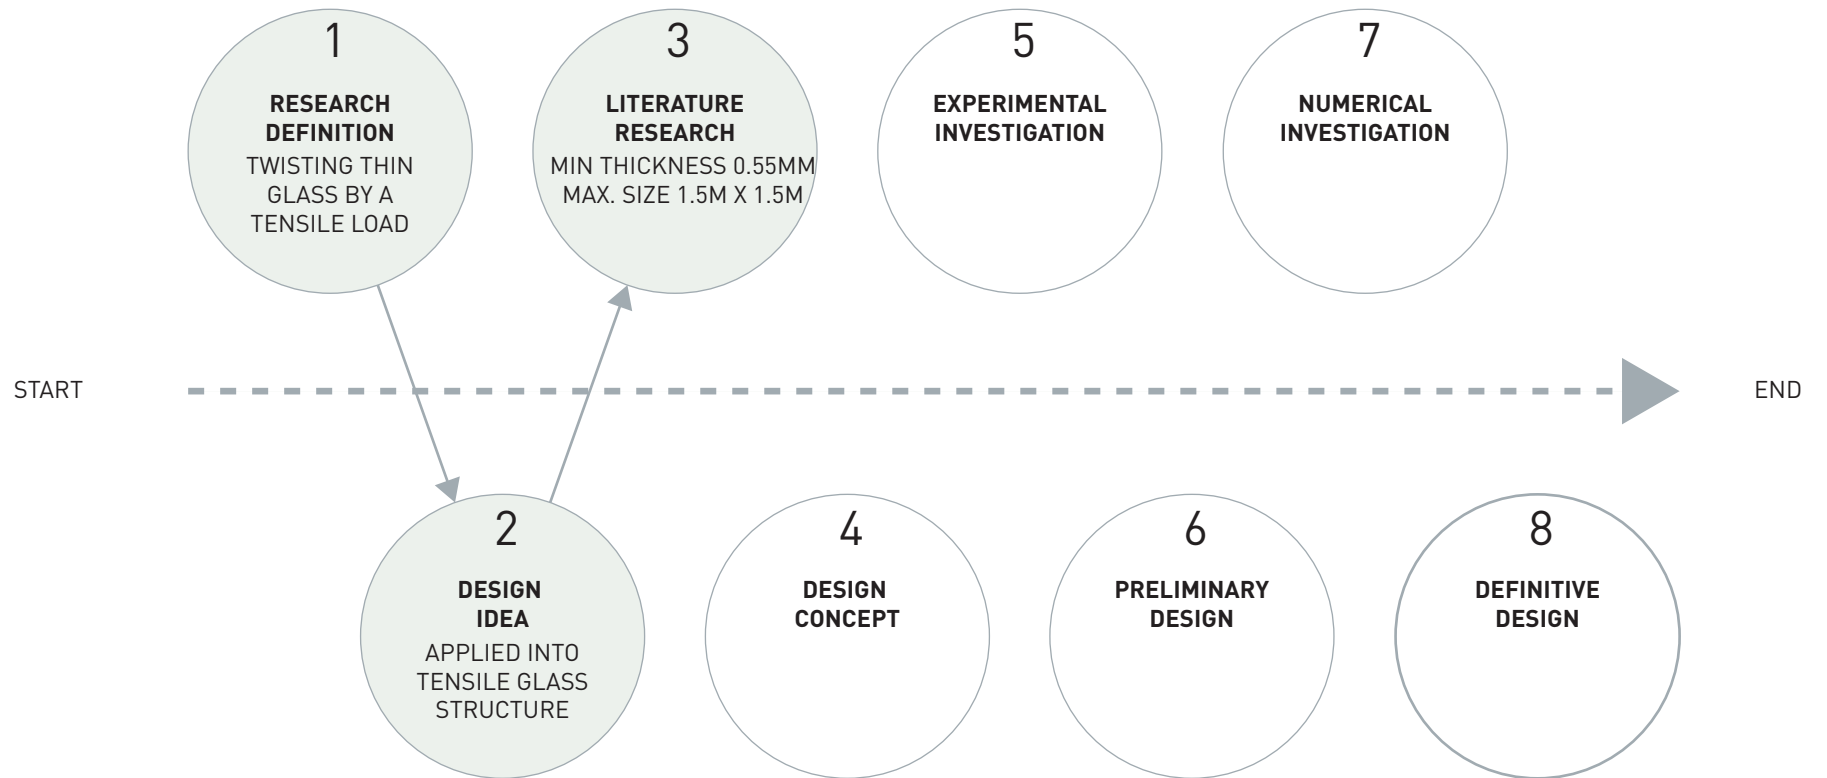 1
RESEARCH
DEFINITION
TWISTING THIN
GLASS BY A
TENSILE LOAD
3
LITERATURE
RESEARCH
MIN THICKNESS 0.55MM
MAX. SIZE 1.5M X 1.5M
5
EXPERIMENTAL
INVESTIGATION
7
NUMERICAL
INVESTIGATION
START
END
2
DESIGN
IDEA
APPLIED INTO
TENSILE GLASS
STRUCTURE
4
DESIGN
CONCEPT
6
PRELIMINARY
DESIGN
8
DEFINITIVE
DESIGN